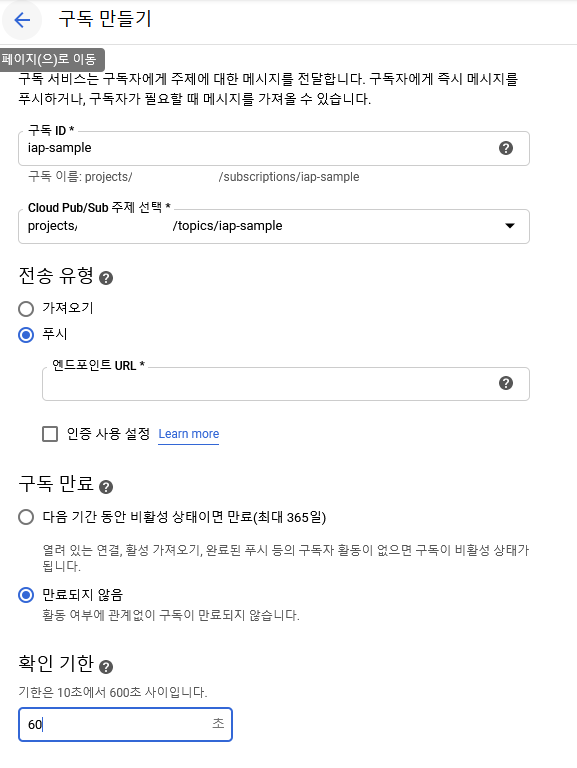 구독 만들기
페이지(으)로 이동
구독 서비스는 구독자에게 주제에 대한 메시지를 전달합니다. 구독자에게 즉시 메시지를
푸시하거나, 구독자가 필요할 때 메시지를 가져올 수 있습니다.
구독 ID *
iap-sample
구독 이름: projects/ /subscriptions/iap-sample
Cloud Pub/Sub 주제 선택 *
projects/ /topics/iap-sample
전송 유형
가져오기
푸시
엔드포인트 URL *
인증 사용 설정 Learn more
구독 만료
다음 기간 동안 비활성 상태이면 만료(최대 365일)
열려 있는 연결, 활성 가져오기, 완료된 푸시 등의 구독자 활동이 없으면 구독이 비활성 상태가
됩니다.
만료되지 않음
활동 여부에 관계없이 구독이 만료되지 않습니다.
확인 기한
기한은 10초에서 600초 사이입니다.
60 초